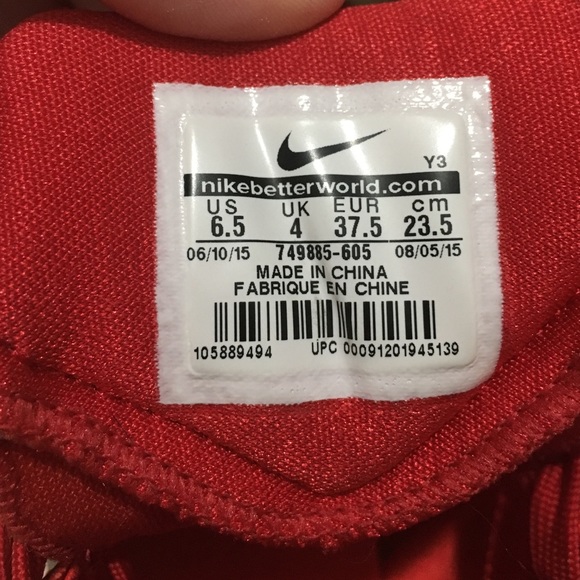 Y3
nikebetterworld.com
US UK EUR cm
6.5 4 37.5 23.5
06/10/15 749885-605 08/05/15
MADE IN CHINA
FABRIQUE EN CHINE
105889494 UPC 00091201945139